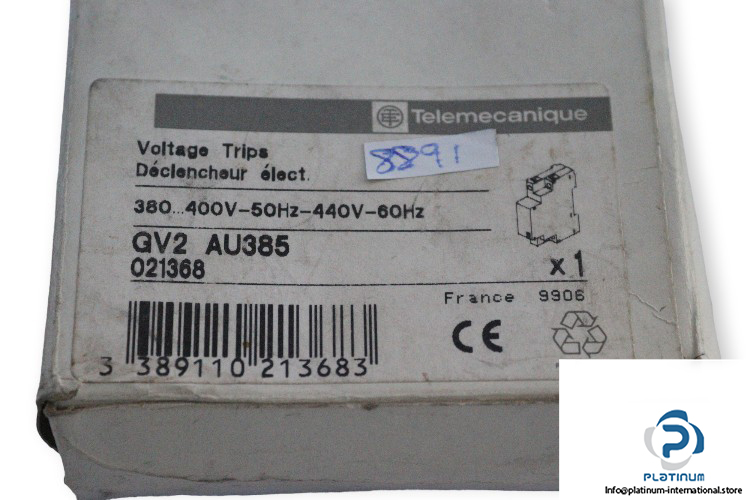 Telemecanique
Voltage Trips
8891
Déclencheur élect.
380...400V-50Hz-440V-60Hz
GV2 AU385
021368
x1
France 9906
CE
3 389110 213683
PLATINUM
INTERNATIONAL
Info@platinum-international.store